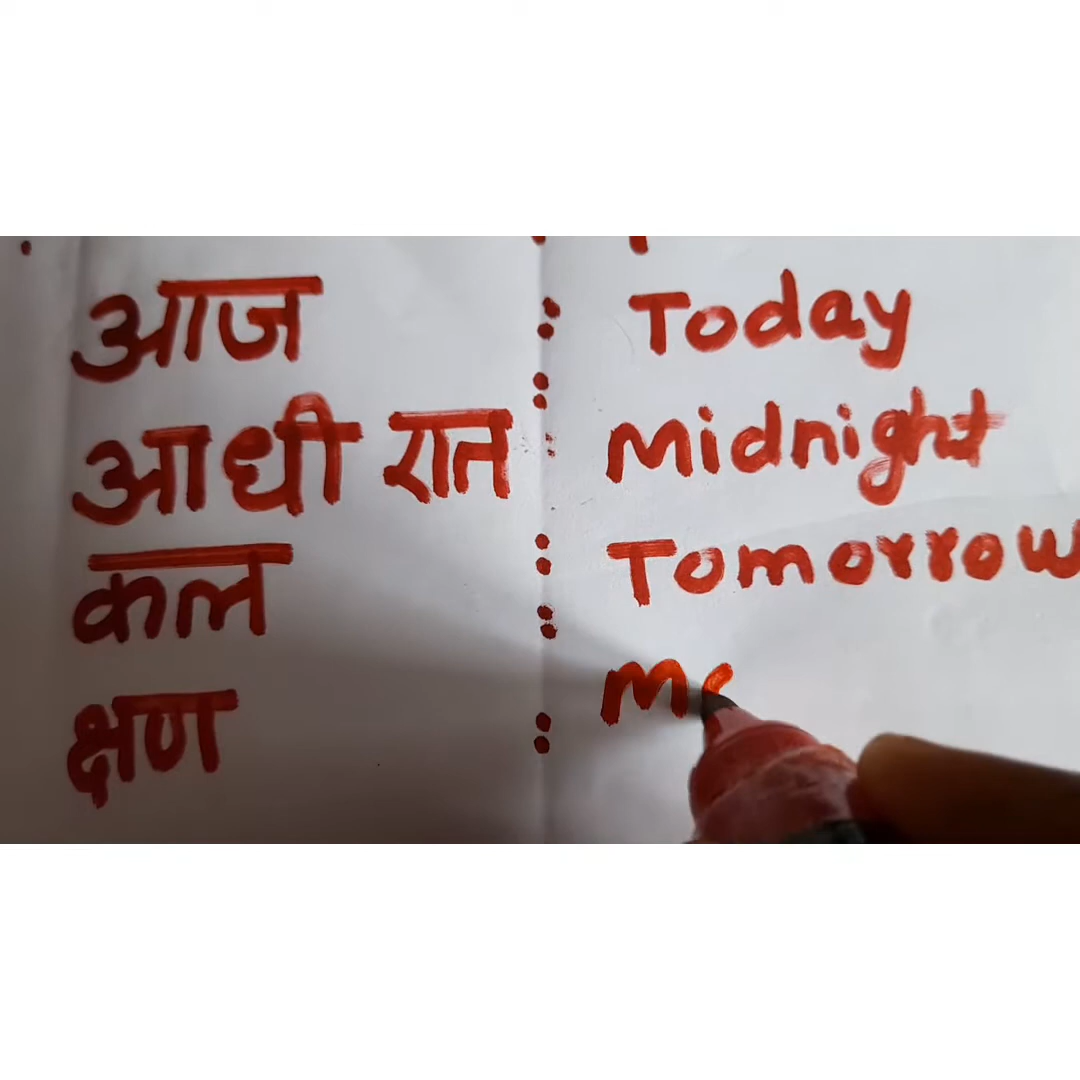 आज : Today
आधी रात : Midnight
कल : Tomorrow
क्षण : M